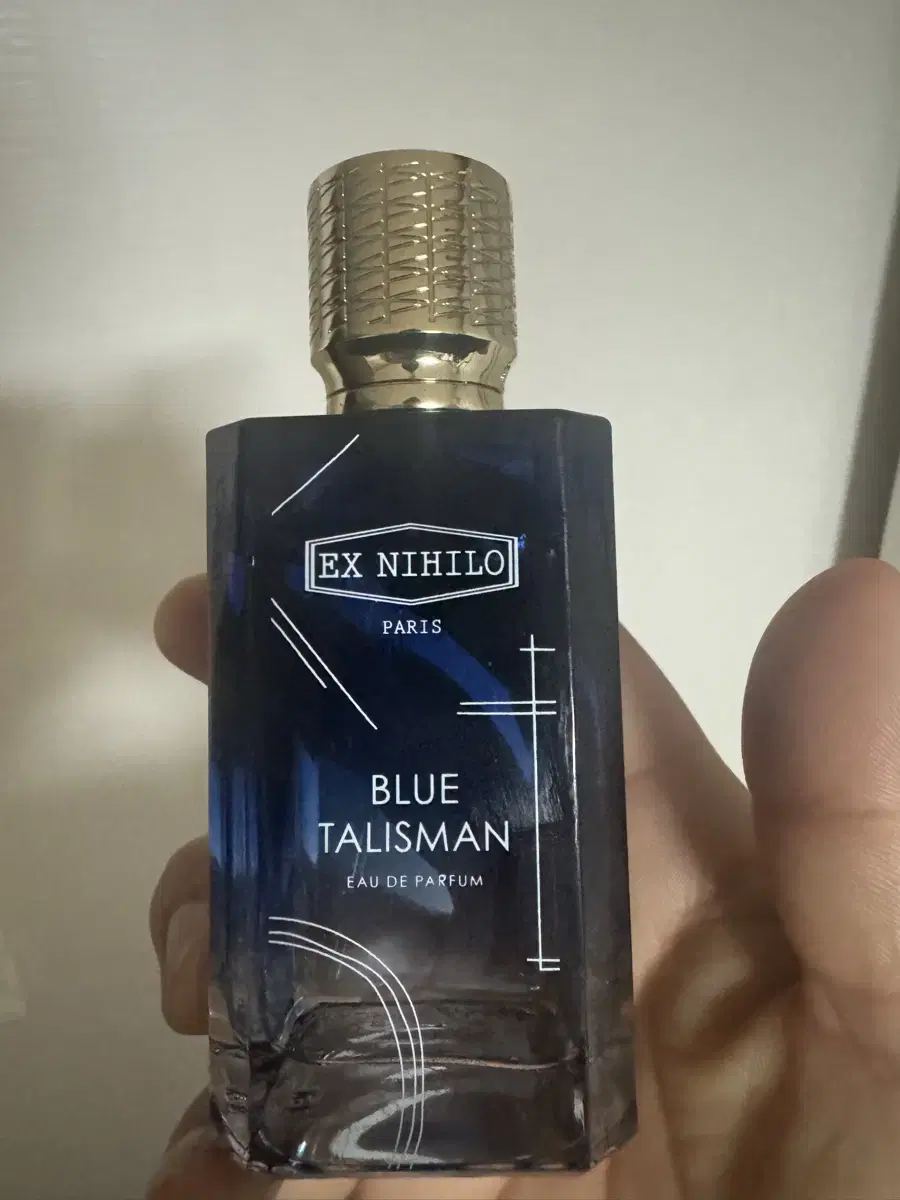 EX NIHILO
PARIS
BLUE
TALISMAN
EAU DE PARFUM